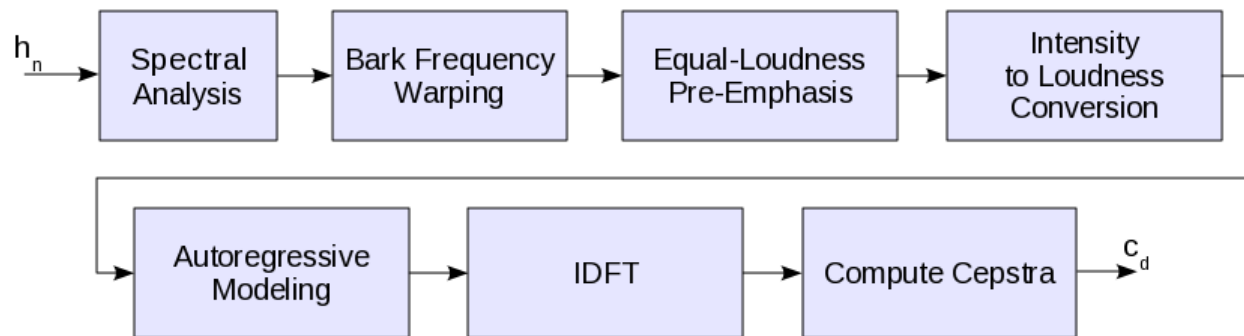 h_n
Spectral
Analysis
Bark Frequency
Warping
Equal-Loudness
Pre-Emphasis
Intensity
to Loudness
Conversion
Autoregressive
Modeling
IDFT
Compute Cepstra
c_d